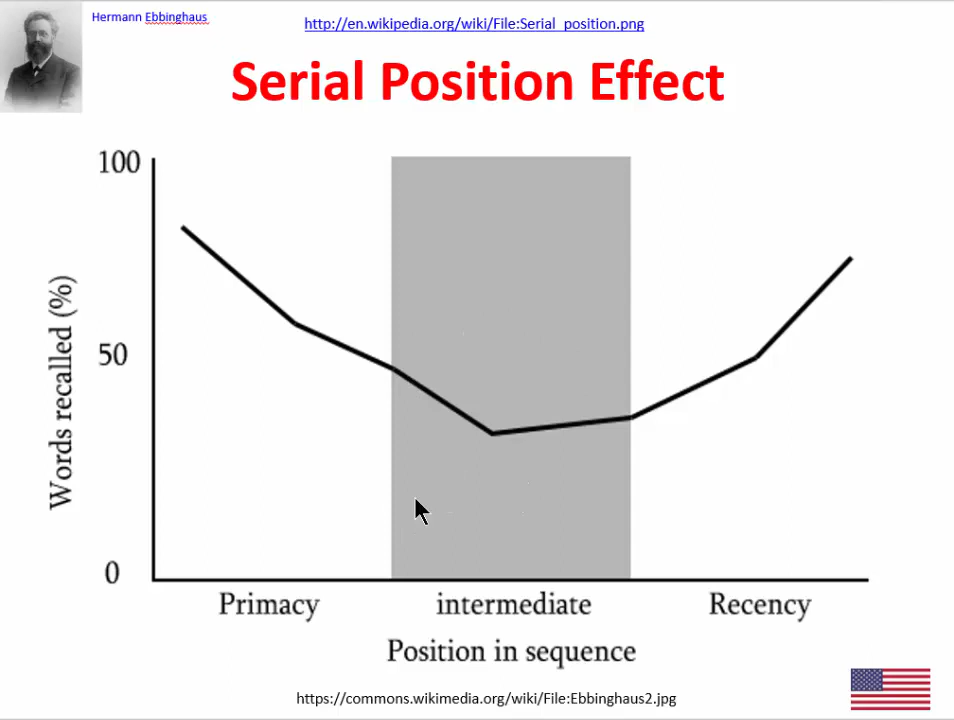 Hermann Ebbinghaus
http://en.wikipedia.org/wiki/File:Serial_position.png
Serial Position Effect
100
50
0
Words recalled (%)
Primacy
intermediate
Recency
Position in sequence
https://commons.wikimedia.org/wiki/File:Ebbinghaus2.jpg